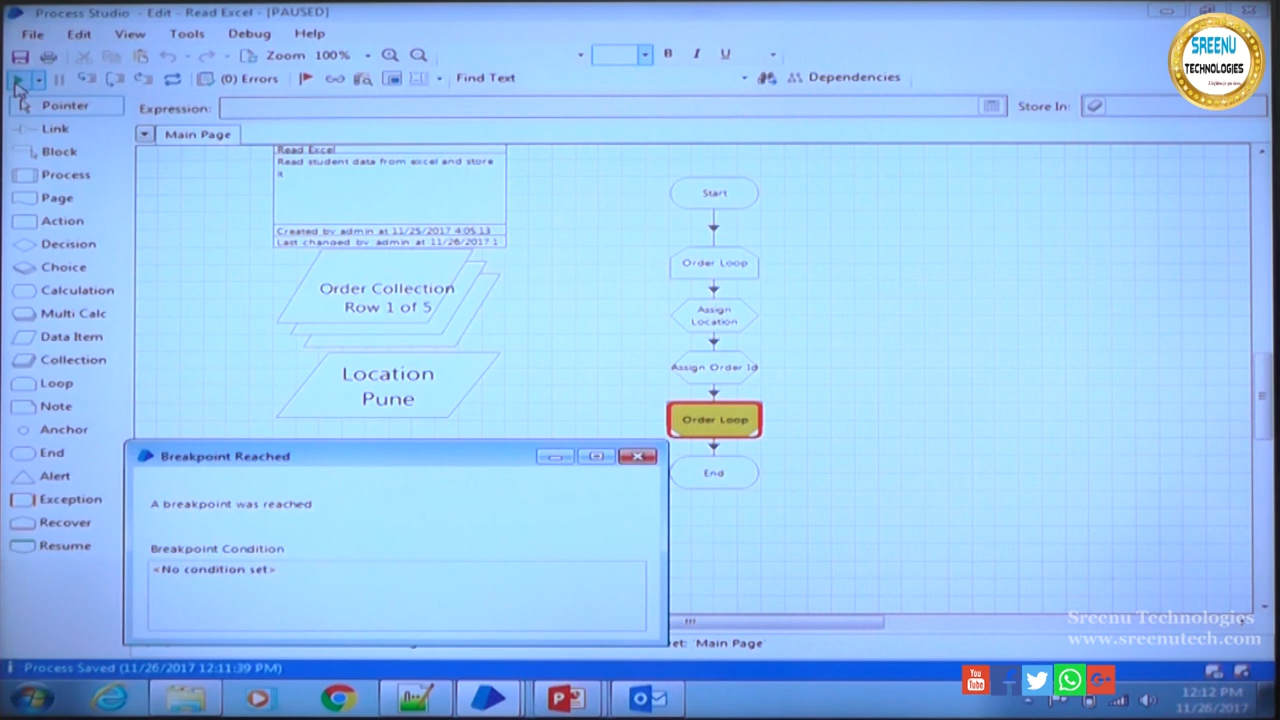 Process Studio - Edit - Read Excel - [PAUSED]
File Edit View Tools Debug Help
Zoom 100% B I U
(0) Errors Find Text Dependencies
Pointer
Link
Block
Process
Page
Action
Decision
Choice
Calculation
Multi Calc
Data Item
Collection
Loop
Note
Anchor
End
Alert
Exception
Recover
Resume
Expression: Store In:
Main Page
Read Excel
Read student data from excel and store
it
Created by admin at 11/25/2017 4:05:13
Last changed by admin at 11/26/2017 1
Order Collection
Row 1 of 5
Location
Pune
Start
Order Loop
Assign
Location
Assign Order Id
Order Loop
End
Breakpoint Reached
A breakpoint was reached
Breakpoint Condition
<No condition set>
et: 'Main Page'
Process Saved (11/26/2017 12:11:39 PM)
12:12 PM
11/26/2017
SREENU
TECHNOLOGIES
Sreenu Technologies
www.sreenutech.com
You
Tube